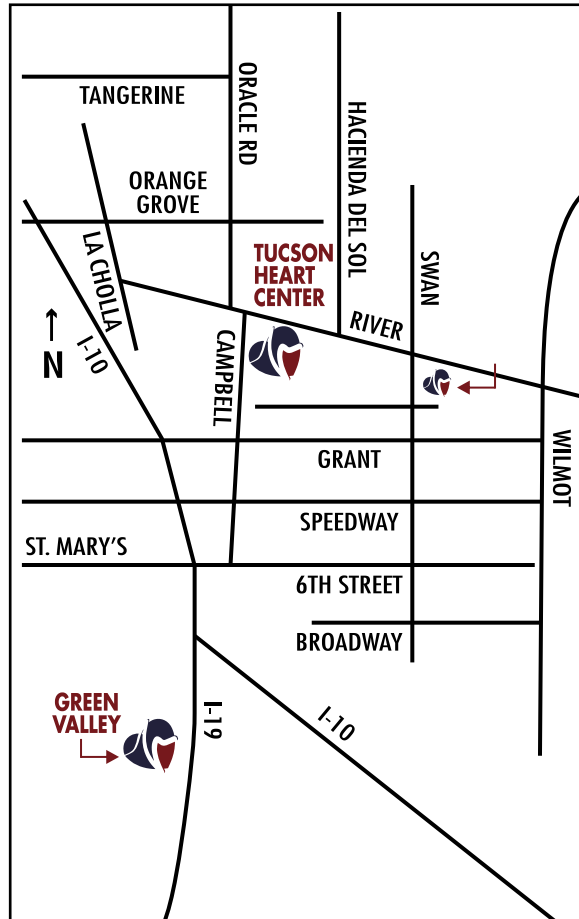 TANGERINE
ORACLE RD
HACIENDA DEL SOL
ORANGE
GROVE
LA CHOLLA
TUCSON
HEART
CENTER
SWAN
RIVER
I-10
N
CAMPBELL
GRANT
WILMOT
SPEEDWAY
ST. MARY'S
6TH STREET
BROADWAY
GREEN
VALLEY
I-19
I-10